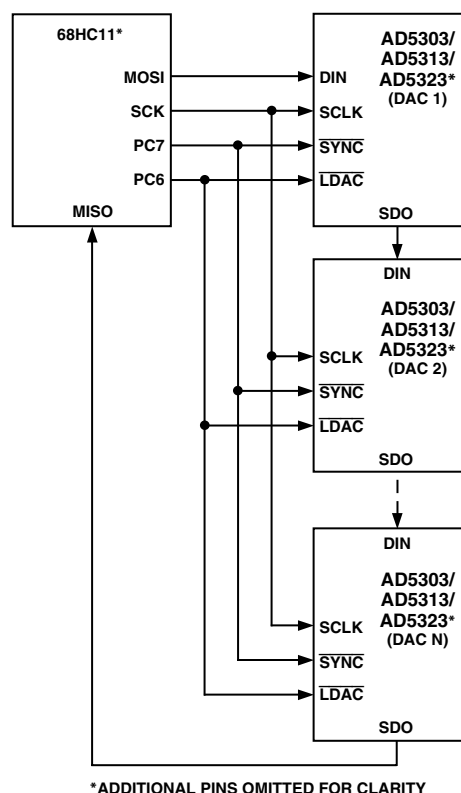 68HC11*
MOSI
SCK
PC7
PC6
MISO
AD5303/
AD5313/
AD5323*
(DAC 1)
DIN
SCLK
SYNC
LDAC
SDO
DIN
AD5303/
AD5313/
AD5323*
(DAC 2)
SCLK
SYNC
LDAC
SDO
DIN
AD5303/
AD5313/
AD5323*
(DAC N)
SCLK
SYNC
LDAC
SDO
*ADDITIONAL PINS OMITTED FOR CLARITY